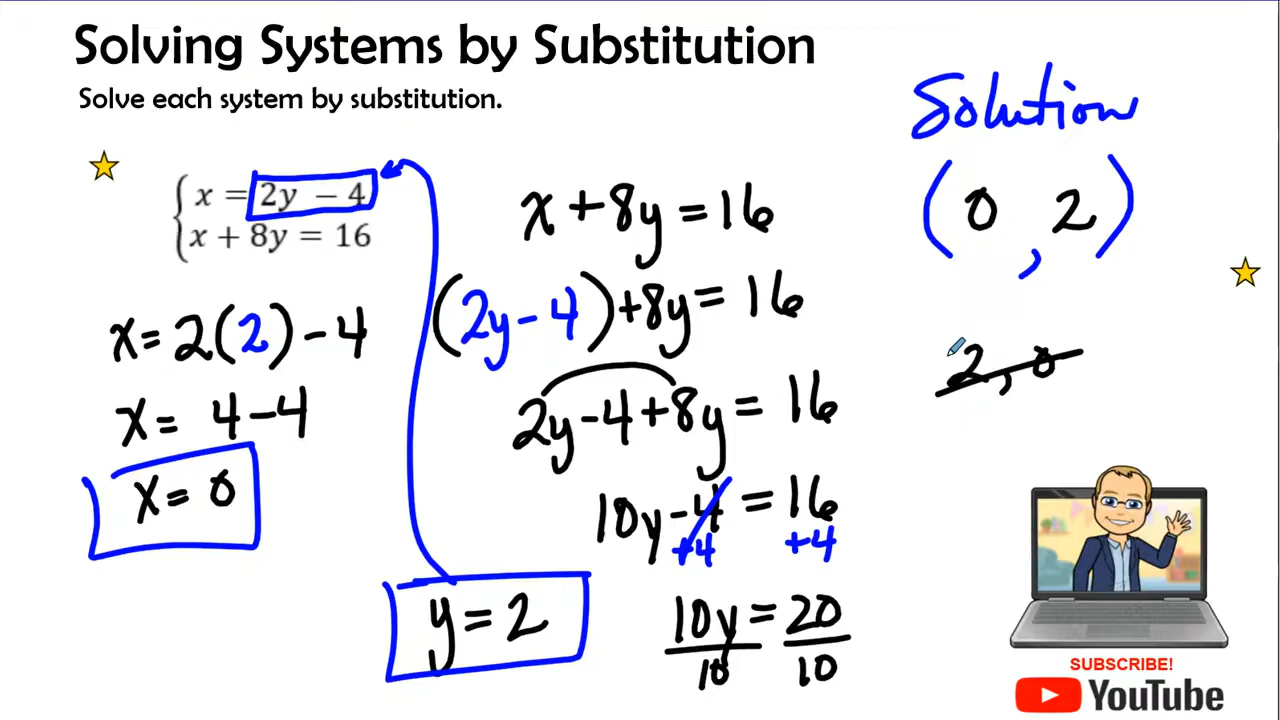 Solving Systems by Substitution
Solve each system by substitution.
x = 2y − 4
x + 8y = 16
x = 2(2) - 4
x = 4 - 4
x = 0
x + 8y = 16
(2y - 4) + 8y = 16
2y - 4 + 8y = 16
10y - 4 = 16
+4 +4
10y = 20
10 10
y = 2
Solution
(0, 2)
2, 0
SUBSCRIBE!
YouTube